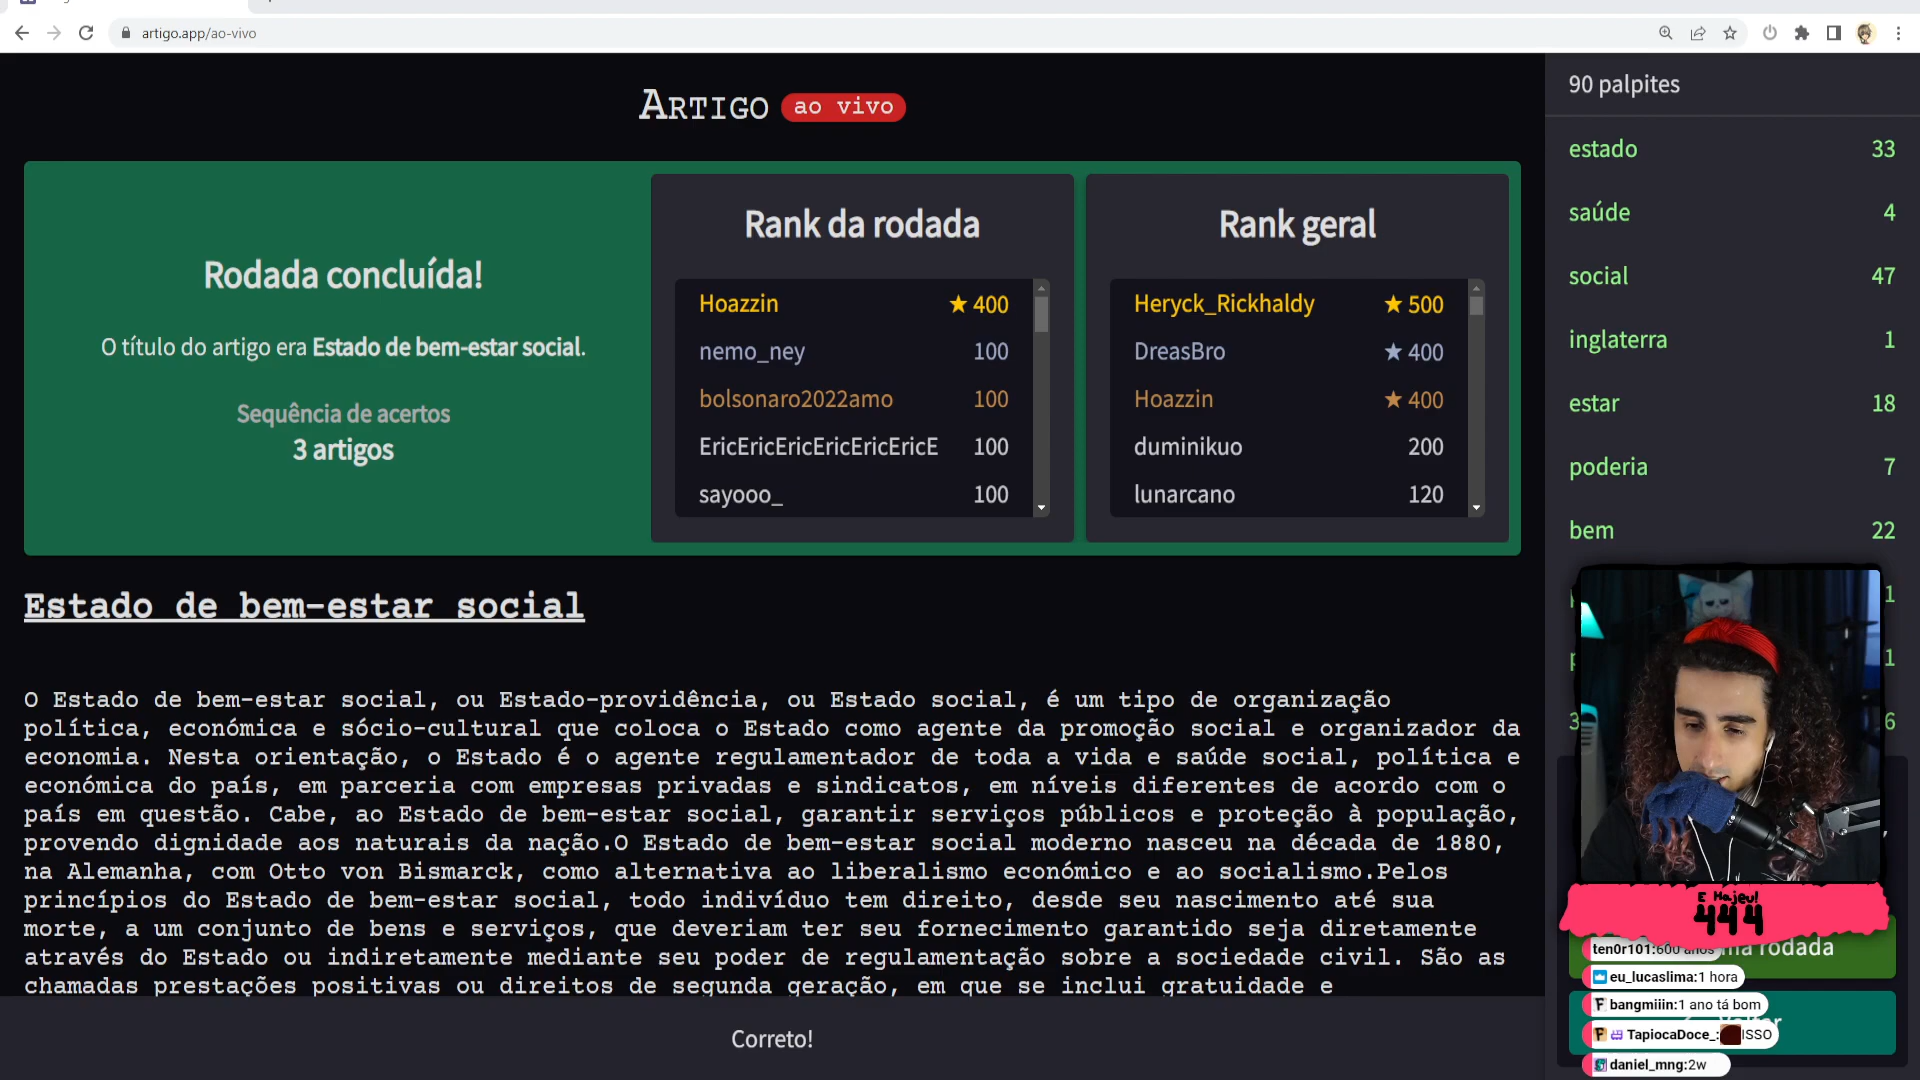 artigo.app/ao-vivo
ARTIGO ao vivo
Rodada concluída!
O título do artigo era Estado de bem-estar social.
Sequência de acertos
3 artigos
Rank da rodada
Hoazzin ★ 400
nemo_ney 100
bolsonaro2022amo 100
EricEricEricEricEricEricE 100
sayooo_ 100
Rank geral
Heryck_Rickhaldy ★ 500
DreasBro ★ 400
Hoazzin ★ 400
duminikuo 200
lunarcano 120
Estado de bem-estar social
O Estado de bem-estar social, ou Estado-providência, ou Estado social, é um tipo de organização
política, económica e sócio-cultural que coloca o Estado como agente da promoção social e organizador da
economia. Nesta orientação, o Estado é o agente regulamentador de toda a vida e saúde social, política e
económica do país, em parceria com empresas privadas e sindicatos, em níveis diferentes de acordo com o
país em questão. Cabe, ao Estado de bem-estar social, garantir serviços públicos e proteção à população,
provendo dignidade aos naturais da nação.O Estado de bem-estar social moderno nasceu na década de 1880,
na Alemanha, com Otto von Bismarck, como alternativa ao liberalismo económico e ao socialismo.Pelos
princípios do Estado de bem-estar social, todo indivíduo tem direito, desde seu nascimento até sua
morte, a um conjunto de bens e serviços, que deveriam ter seu fornecimento garantido seja diretamente
através do Estado ou indiretamente mediante seu poder de regulamentação sobre a sociedade civil. São as
chamadas prestações positivas ou direitos de segunda geração, em que se inclui gratuidade e
Correto!
90 palpites
estado 33
saúde 4
social 47
inglaterra 1
estar 18
poderia 7
bem 22
1
1
3 6
E Majeul
444
rodada
ten0r101:600 anos
eu_lucaslima:1 hora
bangmiiin:1 ano tá bom
TapiocaDoce_: ISSO
daniel_mng:2w